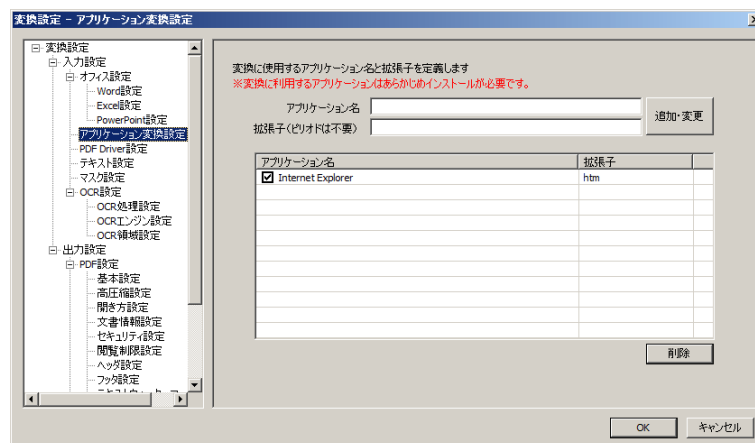 変換設定 - アプリケーション変換設定
変換設定
入力設定
オフィス設定
Word設定
Excel設定
PowerPoint設定
アプリケーション変換設定
PDF Driver設定
テキスト設定
マスク設定
OCR設定
OCR処理設定
OCRエンジン設定
OCR領域設定
出力設定
PDF設定
基本設定
高圧縮設定
開き方設定
文書情報設定
セキュリティ設定
閲覧制限設定
ヘッダ設定
フッタ設定
変換に使用するアプリケーション名と拡張子を定義します
※変換に利用するアプリケーションはあらかじめインストールが必要です。
アプリケーション名
拡張子(ピリオドは不要)
追加・変更
アプリケーション名 拡張子
Internet Explorer htm
削除
OK キャンセル